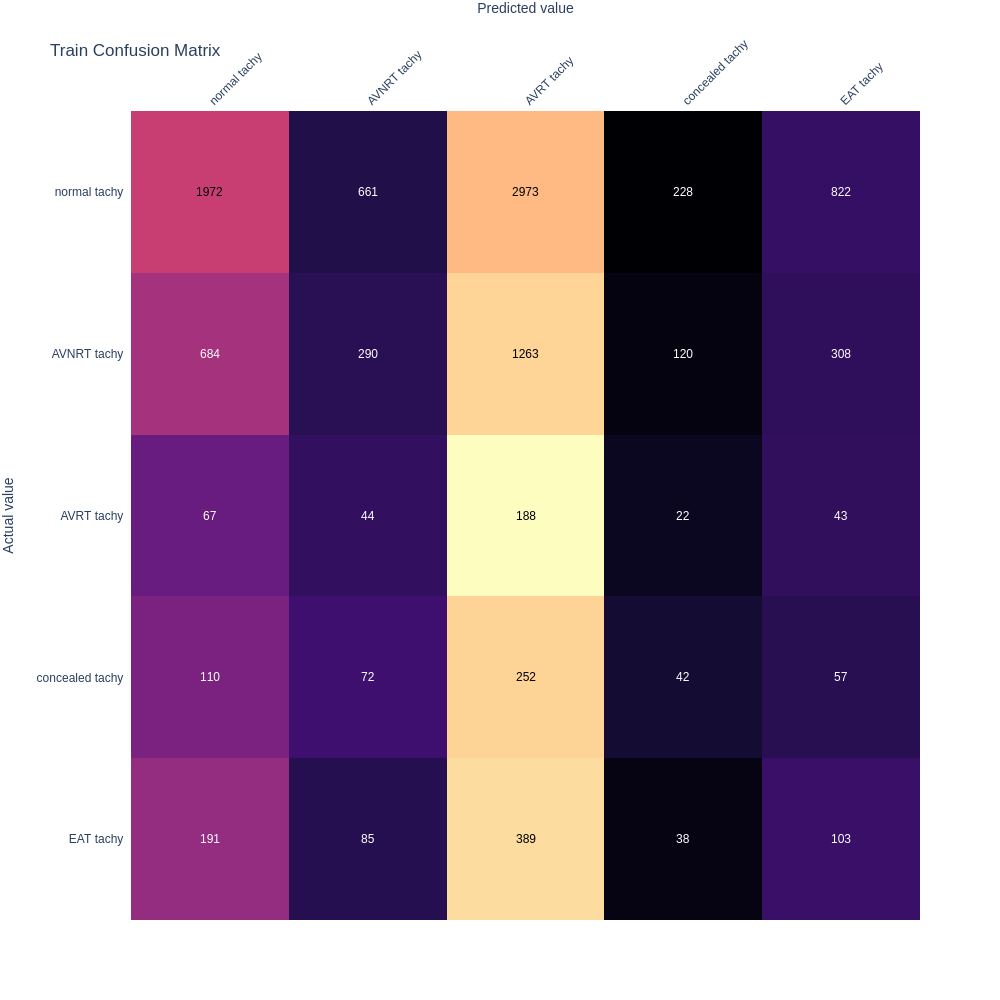 Predicted value
Train Confusion Matrix
normal tachy AVNRT tachy AVRT tachy concealed tachy EAT tachy
normal tachy 1972 661 2973 228 822
AVNRT tachy 684 290 1263 120 308
Actual value
AVRT tachy 67 44 188 22 43
concealed tachy 110 72 252 42 57
EAT tachy 191 85 389 38 103